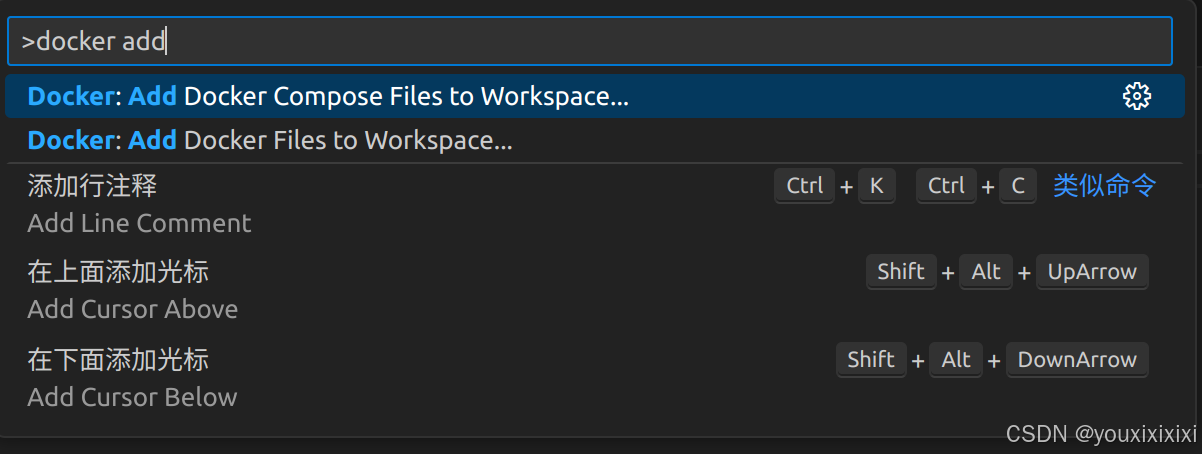 >docker add
Docker: Add Docker Compose Files to Workspace...
Docker: Add Docker Files to Workspace...
添加行注释 Ctrl + K Ctrl + C 类似命令
Add Line Comment
在上面添加光标 Shift + Alt + UpArrow
Add Cursor Above
在下面添加光标 Shift + Alt + DownArrow
Add Cursor Below
CSDN @youxixixixi